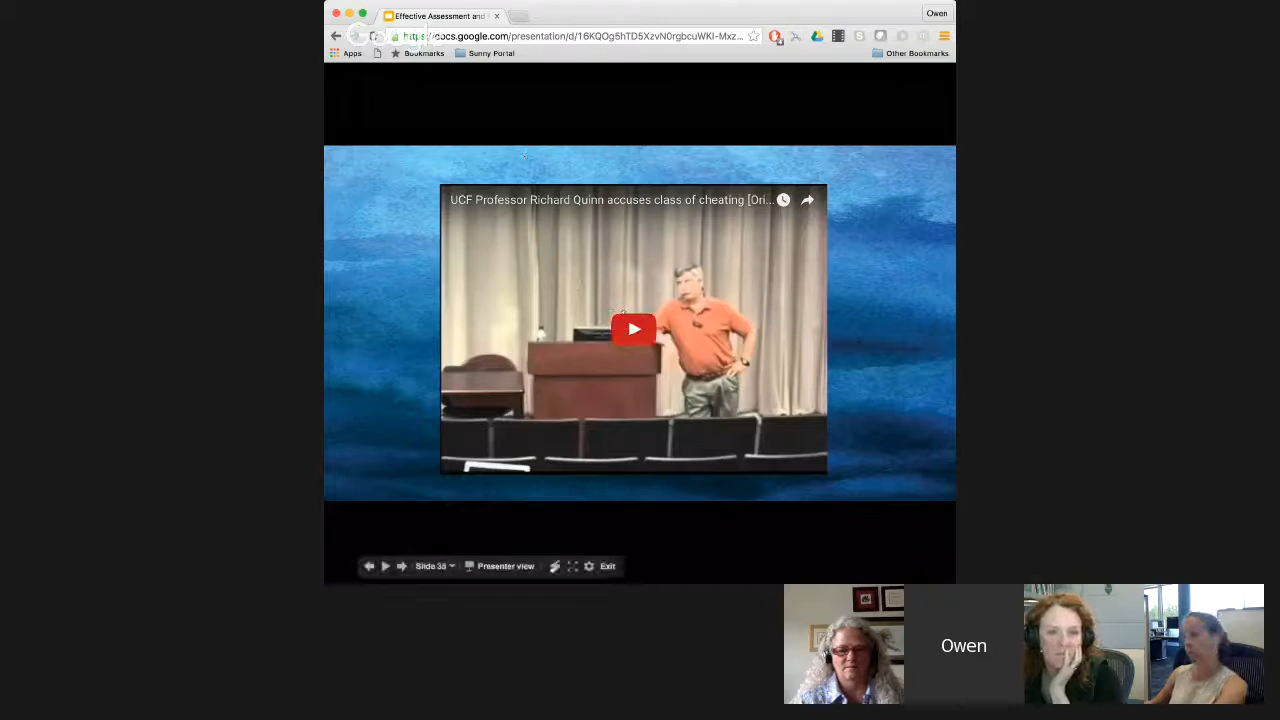 Effective Assessment and
Owen
https://docs.google.com/presentation/d/16KQOg5hTD5XzvN0rgbcuWKI-Mxz...
Apps
Bookmarks
Sunny Portal
Other Bookmarks
UCF Professor Richard Quinn accuses class of cheating [Ori...
Slide 38
Presenter view
Exit
Owen